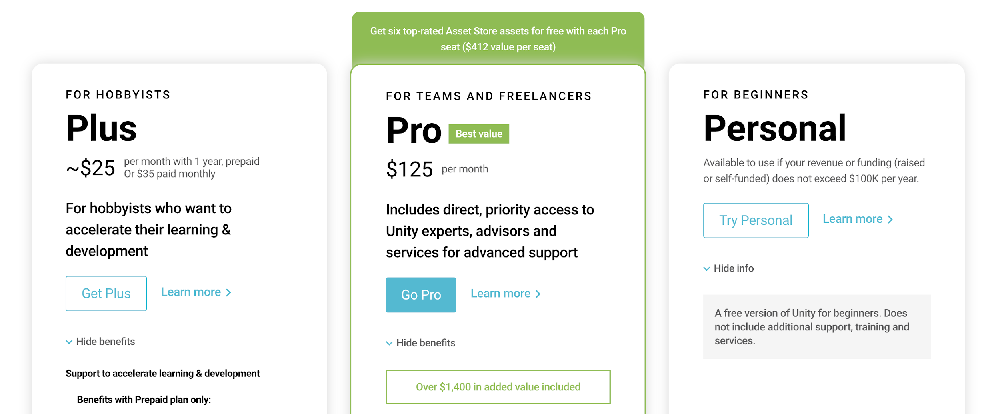 Get six top-rated Asset Store assets for free with each Pro
seat ($412 value per seat)
FOR HOBBYISTS
Plus
~$25 per month with 1 year, prepaid
Or $35 paid monthly
For hobbyists who want to
accelerate their learning &
development
Get Plus Learn more
Hide benefits
Support to accelerate learning & development
Benefits with Prepaid plan only:
FOR TEAMS AND FREELANCERS
Pro Best value
$125 per month
Includes direct, priority access to
Unity experts, advisors and
services for advanced support
Go Pro Learn more
Hide benefits
Over $1,400 in added value included
FOR BEGINNERS
Personal
Available to use if your revenue or funding (raised
or self-funded) does not exceed $100K per year.
Try Personal Learn more
Hide info
A free version of Unity for beginners. Does
not include additional support, training and
services.